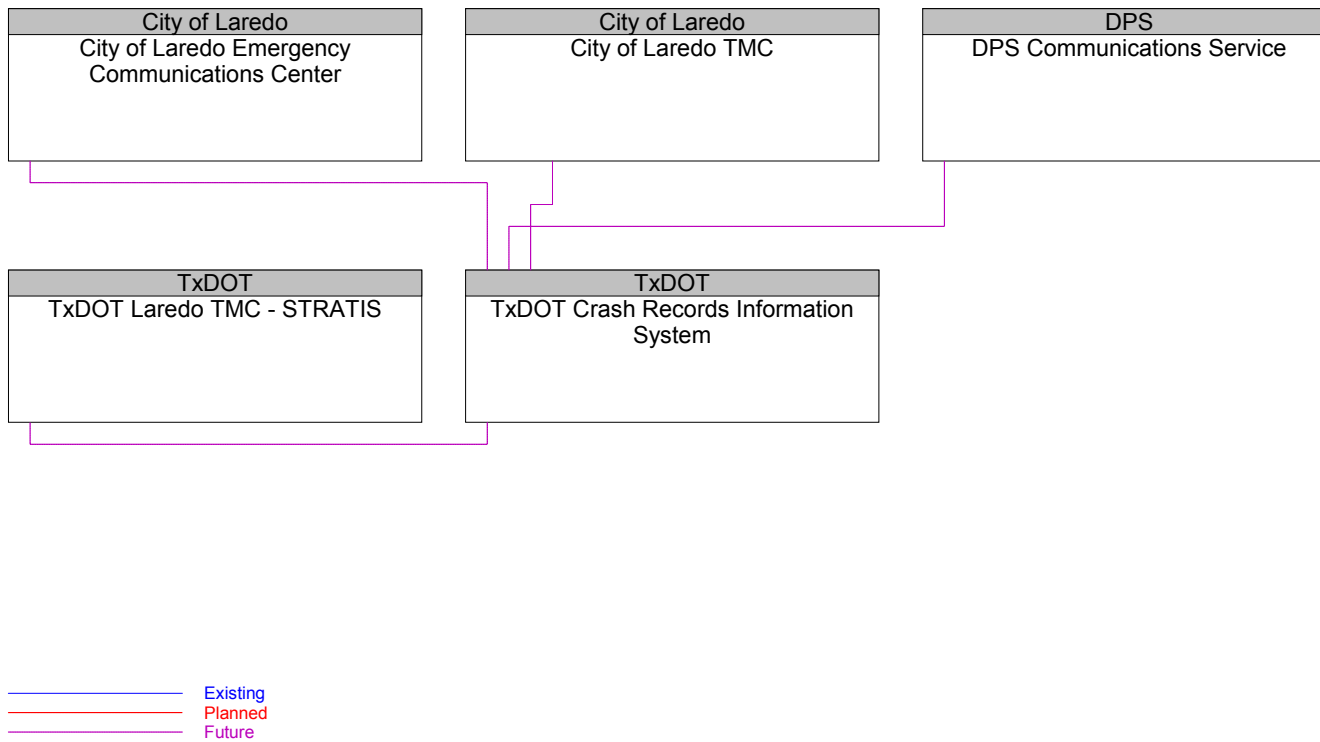 City of Laredo
City of Laredo Emergency
Communications Center
City of Laredo
City of Laredo TMC
DPS
DPS Communications Service
TxDOT
TxDOT Laredo TMC - STRATIS
TxDOT
TxDOT Crash Records Information
System
Existing
Planned
Future